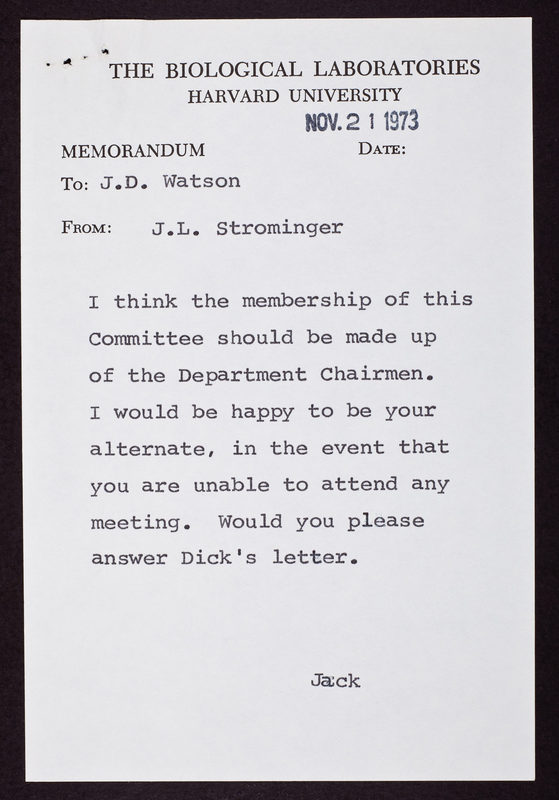 THE BIOLOGICAL LABORATORIES
HARVARD UNIVERSITY
NOV. 21 1973
MEMORANDUM DATE:
TO: J.D. Watson
FROM: J.L. Strominger
I think the membership of this
Committee should be made up
of the Department Chairmen.
I would be happy to be your
alternate, in the event that
you are unable to attend any
meeting. Would you please
answer Dick's letter.
Jack